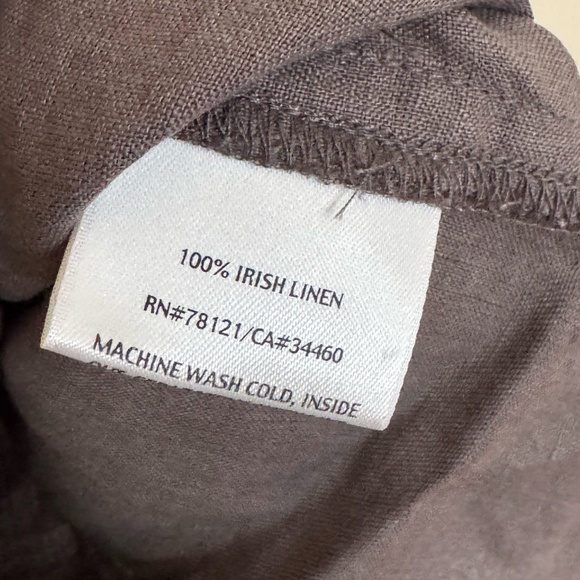 100% IRISH LINEN
RN#78121/CA#34460
MACHINE WASH COLD, INSIDE